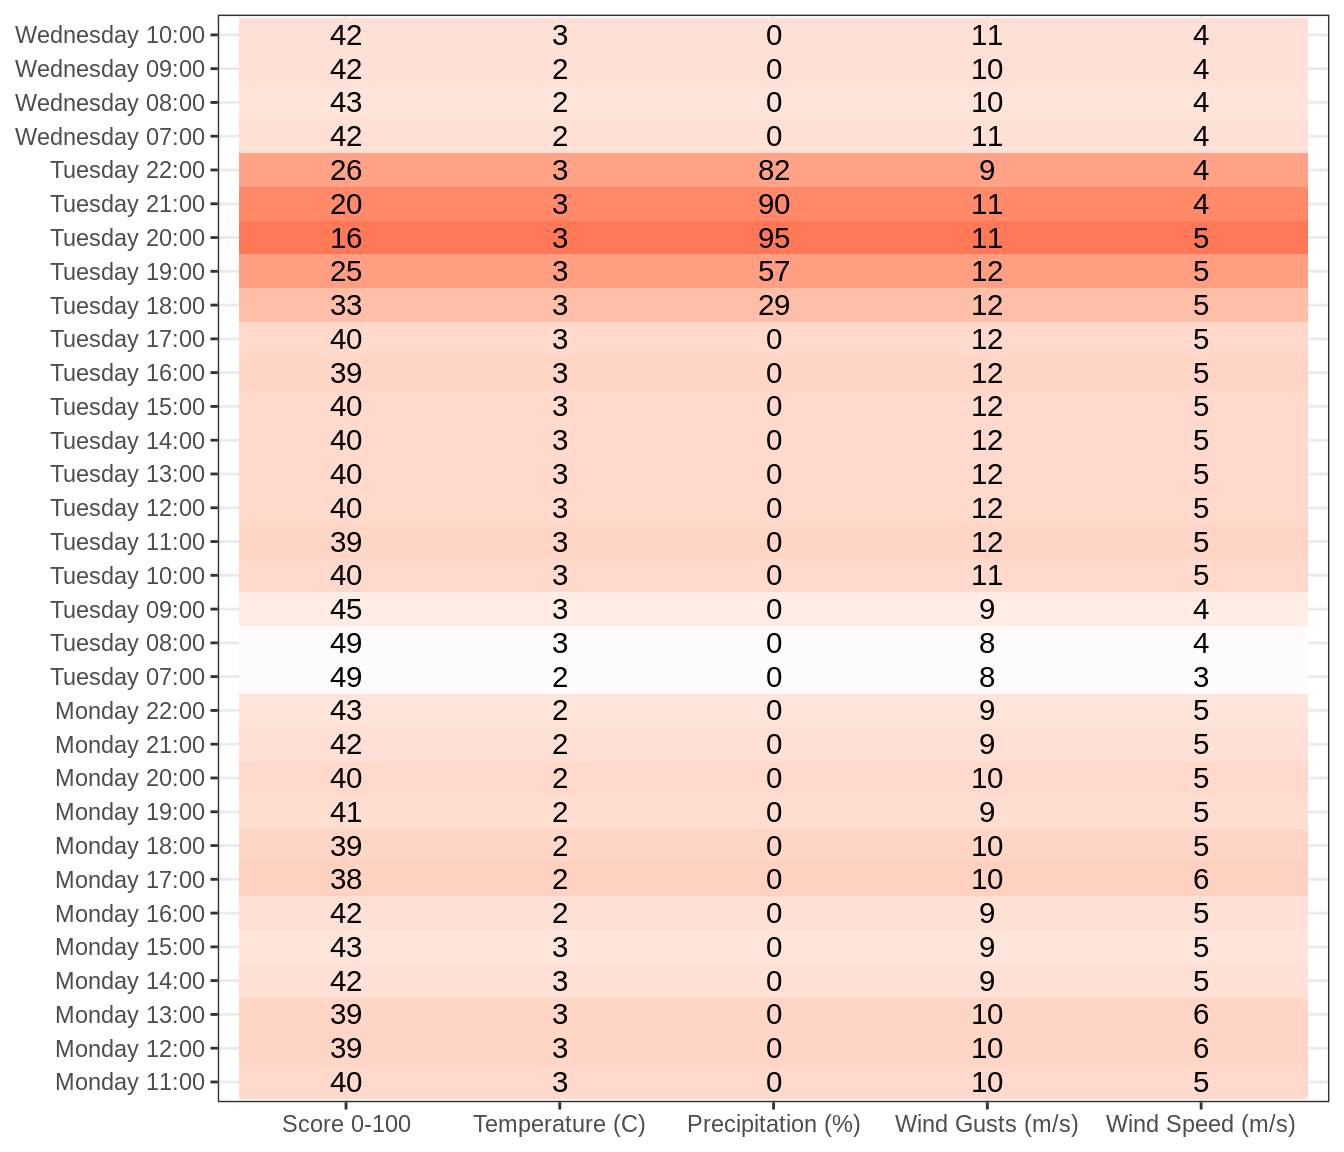 Wednesday 10:00 42 3 0 11 4
Wednesday 09:00 42 2 0 10 4
Wednesday 08:00 43 2 0 10 4
Wednesday 07:00 42 2 0 11 4
Tuesday 22:00 26 3 82 9 4
Tuesday 21:00 20 3 90 11 4
Tuesday 20:00 16 3 95 11 5
Tuesday 19:00 25 3 57 12 5
Tuesday 18:00 33 3 29 12 5
Tuesday 17:00 40 3 0 12 5
Tuesday 16:00 39 3 0 12 5
Tuesday 15:00 40 3 0 12 5
Tuesday 14:00 40 3 0 12 5
Tuesday 13:00 40 3 0 12 5
Tuesday 12:00 40 3 0 12 5
Tuesday 11:00 39 3 0 12 5
Tuesday 10:00 40 3 0 11 5
Tuesday 09:00 45 3 0 9 4
Tuesday 08:00 49 3 0 8 4
Tuesday 07:00 49 2 0 8 3
Monday 22:00 43 2 0 9 5
Monday 21:00 42 2 0 9 5
Monday 20:00 40 2 0 10 5
Monday 19:00 41 2 0 9 5
Monday 18:00 39 2 0 10 5
Monday 17:00 38 2 0 10 6
Monday 16:00 42 2 0 9 5
Monday 15:00 43 3 0 9 5
Monday 14:00 42 3 0 9 5
Monday 13:00 39 3 0 10 6
Monday 12:00 39 3 0 10 6
Monday 11:00 40 3 0 10 5
Score 0-100 Temperature (C) Precipitation (%) Wind Gusts (m/s) Wind Speed (m/s)